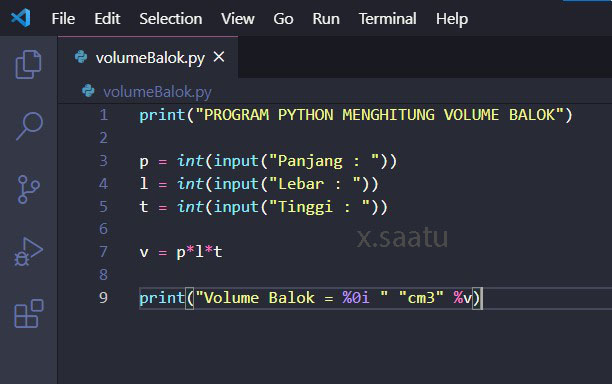 File Edit Selection View Go Run Terminal Help
volumeBalok.py
volumeBalok.py
1 print("PROGRAM PYTHON MENGHITUNG VOLUME BALOK")
2
3 p = int(input("Panjang : "))
4 l = int(input("Lebar : "))
5 t = int(input("Tinggi : "))
6
x.saatu
7 v = p*l*t
8
9 print("Volume Balok = %0i " "cm3" %v)